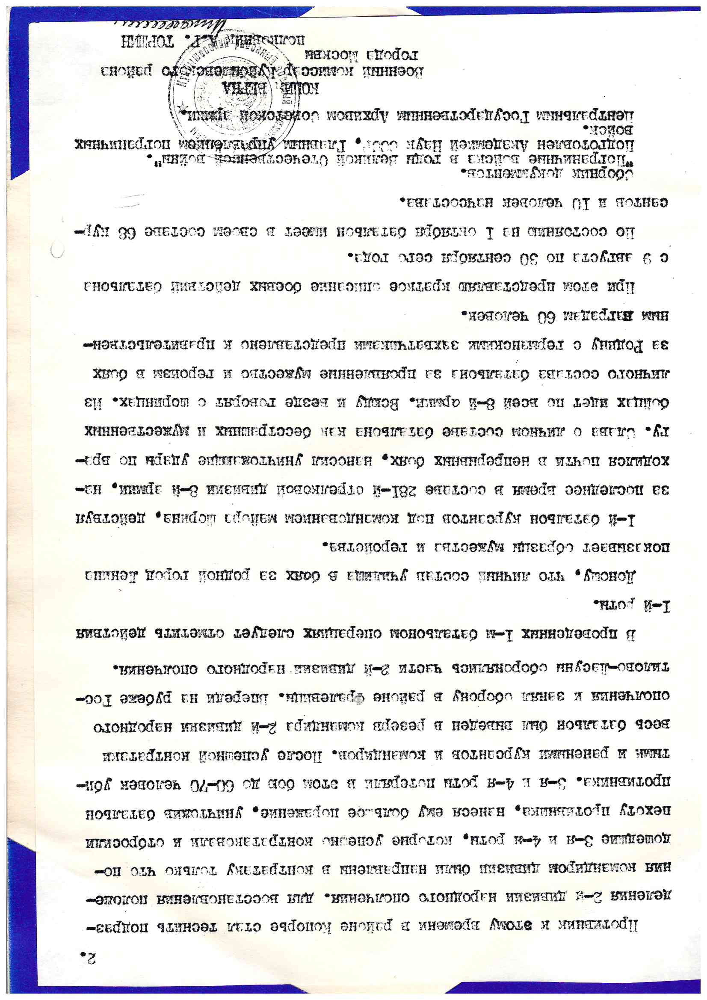 2.
Противник к этому времени в районе Копорье стал теснить подраз-
деления 2-й дивизии народного ополчения. Для восстановления положе-
ния командиром дивизии были направлены в контратаку только что по-
дошедшие 3-я и 4-я роты, которые успешно контратаковали и отбросили
пехоту противника, нанеся ему большое поражение, уничтожив батальон
противника. 3-я и 4-я роты потеряли в этом бою до 60-70 человек уби-
тыми и ранеными курсантов и командиров. После успешной контратаки
весь батальон был выведен в резерв командира 2-й дивизии народного
ополчения и занял оборону в районе Фралевщи. Впереди на рубеже Гос-
тилово-Ласуни оборонялись части 2-й дивизии народного ополчения.
В проведенных 1-м батальоном операциях следует отметить действия
1-й роты.
Доношу, что личный состав училища в боях за родной город Ленина
показывает образцы мужества и геройства.
1-й батальон курсантов под командованием майора Шорина, действуя
за последнее время в составе 281-й стрелковой дивизии 8-й армии, на-
ходился почти в непрерывных боях, наносил уничтожающие удары по вра-
гу. Слава о личном составе батальона как бесстрашных и мужественных
бойцах идет по всей 8-й армии. Всюду и везде говорят о шоринцах. Из
личного состава батальона за проявленные мужество и героизм в боях
за Родину с германскими захватчиками представлено к правительствен-
ным наградам 60 человек.
При этом представляю краткое описание боевых действий батальона
с 9 августа по 30 сентября сего года.
По состоянию на 1 октября батальон имеет в своем составе 68 кур-
сантов и 10 человек начсостава.
Сборник документов.
"Пограничные войска в годы Великой Отечественной войны".
Подготовлен Академией Наук СССР, Главным управлением пограничных
войск.
Центральным Государственным Архивом Советской Армии.
КОПИЯ ВЕРНА
Военный комиссар Куйбышевского района
города Москвы
полковник А.Г. ТОРШИН